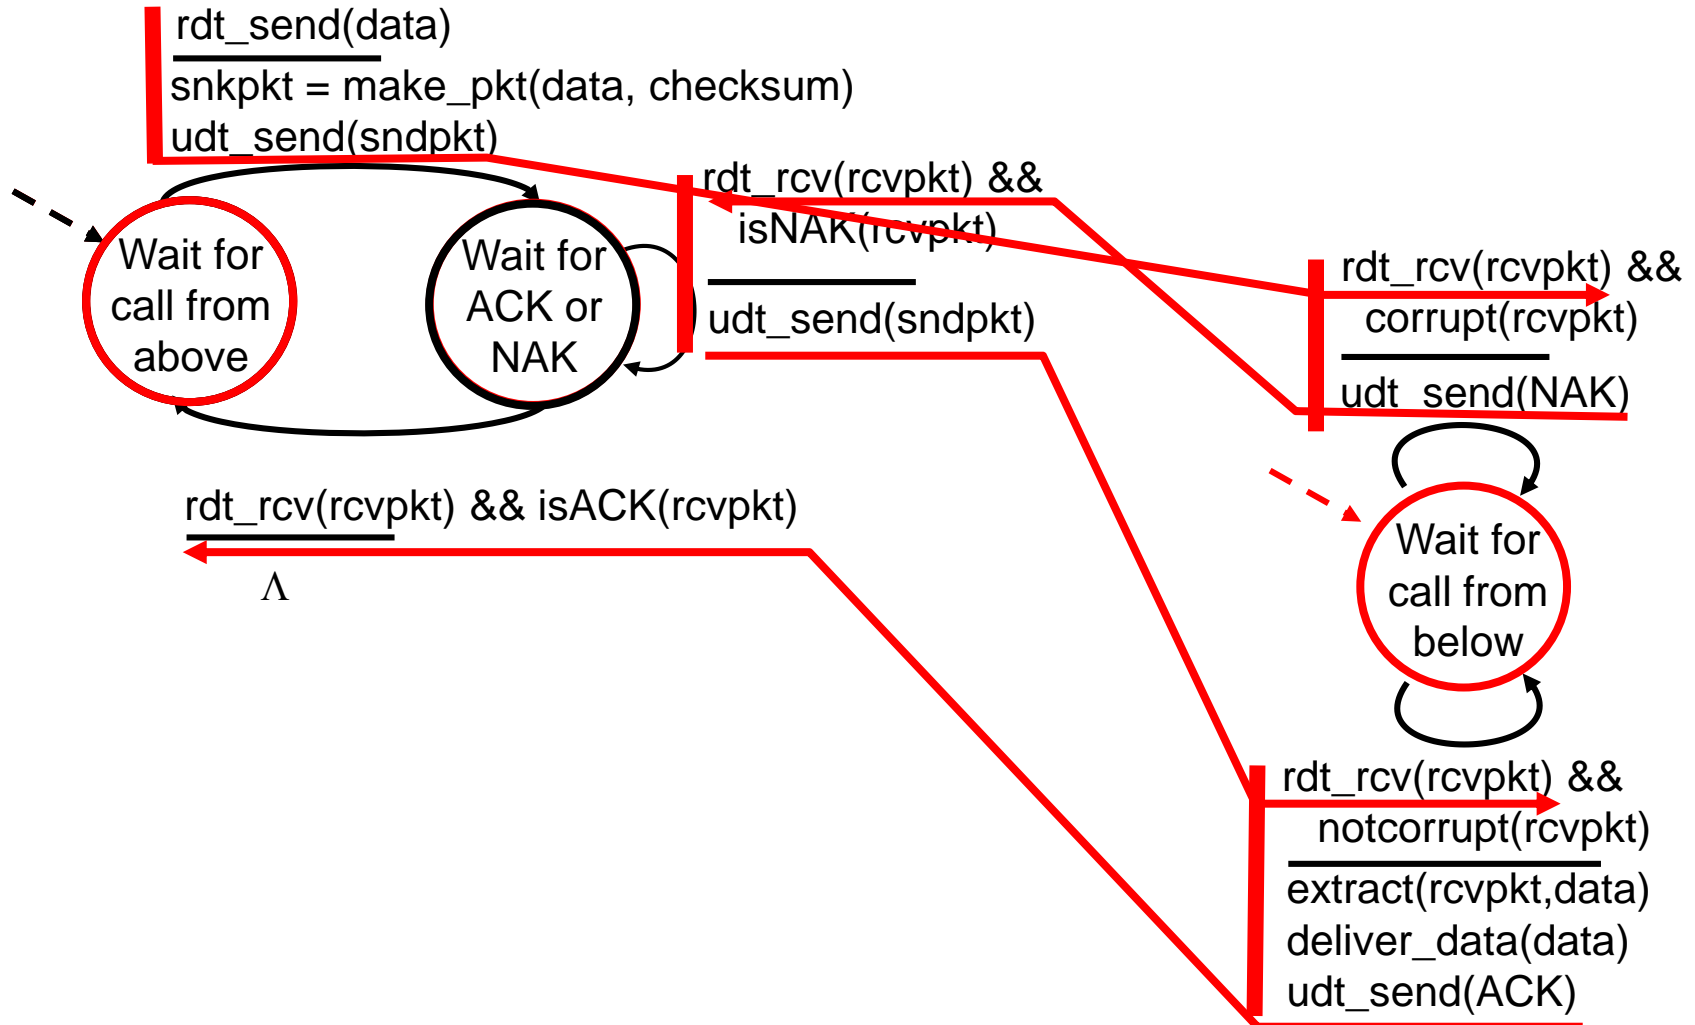 rdt_send(data)
snkpkt = make_pkt(data, checksum)
udt_send(sndpkt)
Wait for
call from
above
Wait for
ACK or
NAK
rdt_rcv(rcvpkt) &&
isNAK(rcvpkt)
udt_send(sndpkt)
rdt_rcv(rcvpkt) && isACK(rcvpkt)
Λ
rdt_rcv(rcvpkt) &&
corrupt(rcvpkt)
udt_send(NAK)
Wait for
call from
below
rdt_rcv(rcvpkt) &&
notcorrupt(rcvpkt)
extract(rcvpkt,data)
deliver_data(data)
udt_send(ACK)